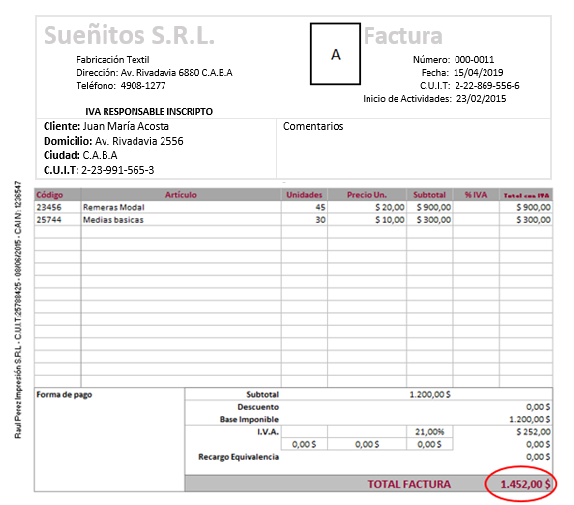 Sueñitos S.R.L.
A
Factura
Fabricación Textil
Dirección: Av. Rivadavia 6880 C.A.B.A
Teléfono: 4908-1277
Número: 000-0011
Fecha: 15/04/2019
C.U.I.T: 2-22-869-556-6
Inicio de Actividades: 23/02/2015
IVA RESPONSABLE INSCRIPTO
Cliente: Juan María Acosta
Domicilio: Av. Rivadavia 2556
Ciudad: C.A.B.A
C.U.I.T: 2-23-991-565-3
Comentarios
Código Artículo Unidades Precio Un. Subtotal % IVA Total con IVA
23456 Remeras Modal 45 $ 20,00 $ 900,00 $ 900,00
25744 Medias basicas 30 $ 10,00 $ 300,00 $ 300,00
Raul Perez Impresión S.R.L - C.U.I.T:25788425 - 08/06/2015 - CAI N: 1236547
Forma de pago
Subtotal 1.200,00 $
Descuento 0,00 $
Base Imponible 1.200,00 $
I.V.A. 21,00% $ 252,00
0,00 $ 0,00 $ 0,00 $ 0,00 $
Recargo Equivalencia 0,00 $
TOTAL FACTURA 1.452,00 $